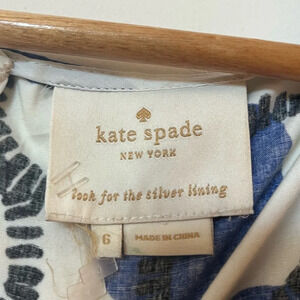 kate spade
NEW YORK
look for the silver lining
6
MADE IN CHINA